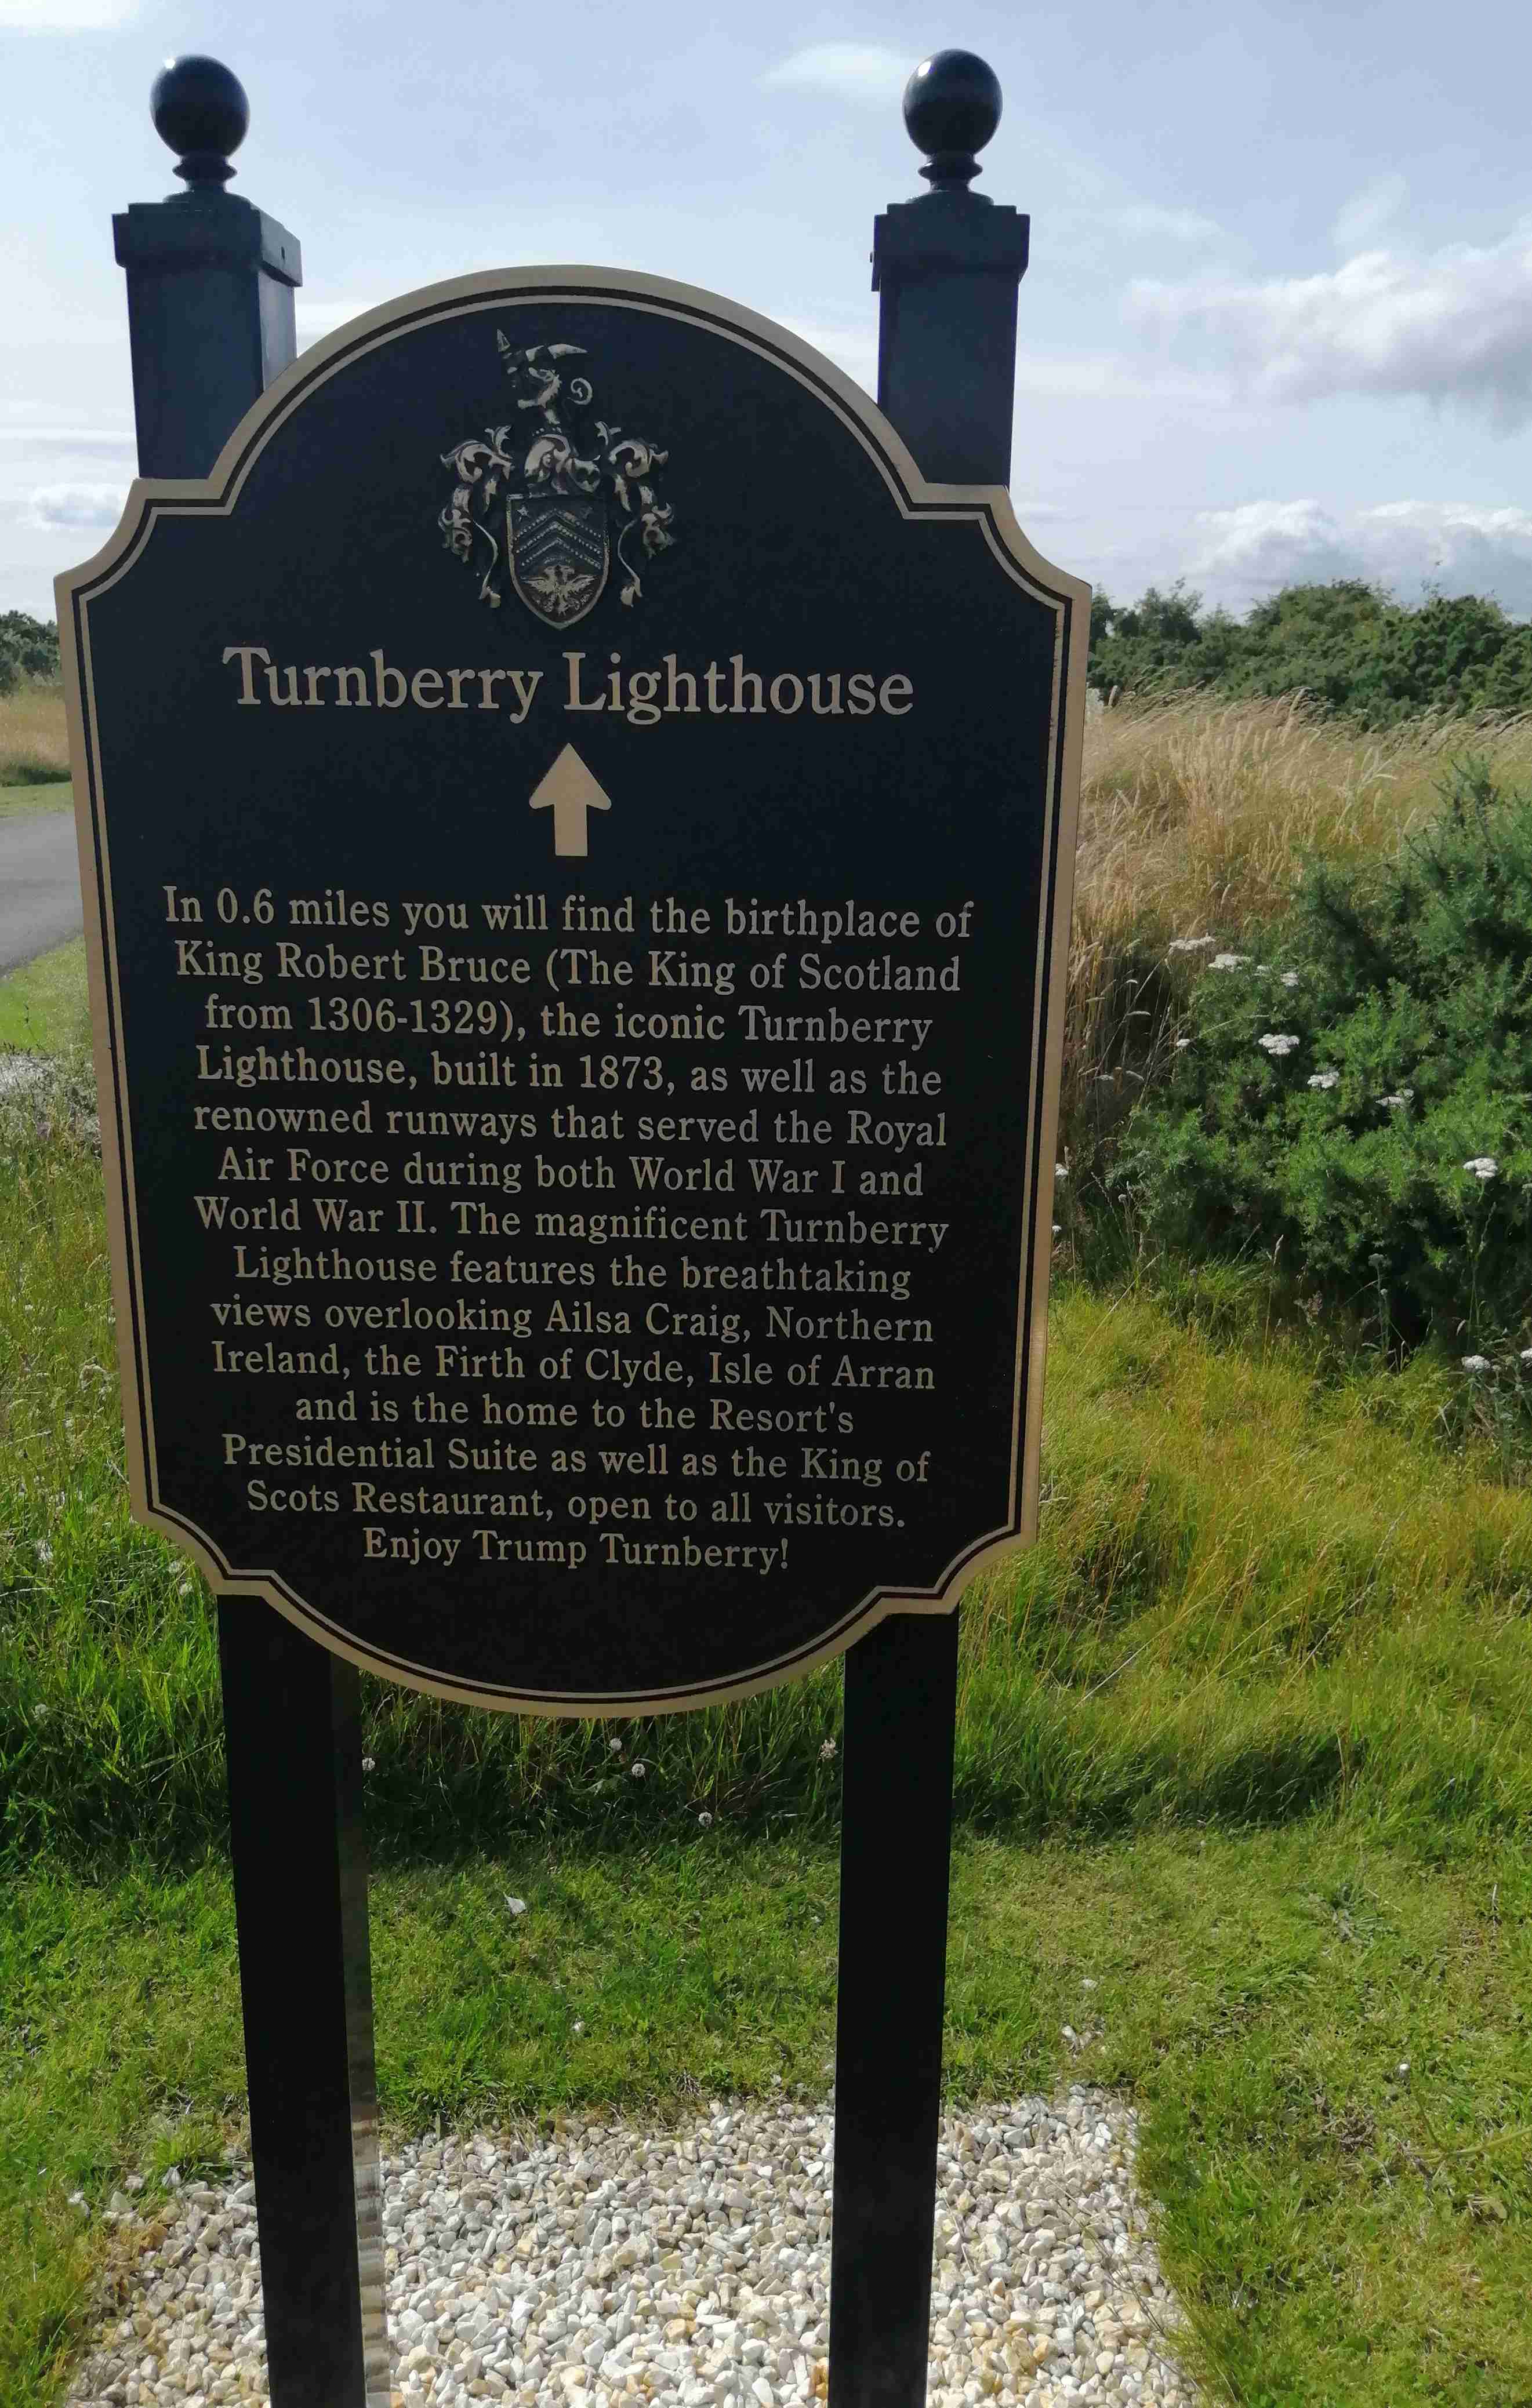 Turnberry Lighthouse
In 0.6 miles you will find the birthplace of
King Robert Bruce (The King of Scotland
from 1306-1329), the iconic Turnberry
Lighthouse, built in 1873, as well as the
renowned runways that served the Royal
Air Force during both World War I and
World War II. The magnificent Turnberry
Lighthouse features the breathtaking
views overlooking Ailsa Craig, Northern
Ireland, the Firth of Clyde, Isle of Arran
and is the home to the Resort's
Presidential Suite as well as the King of
Scots Restaurant, open to all visitors.
Enjoy Trump Turnberry!